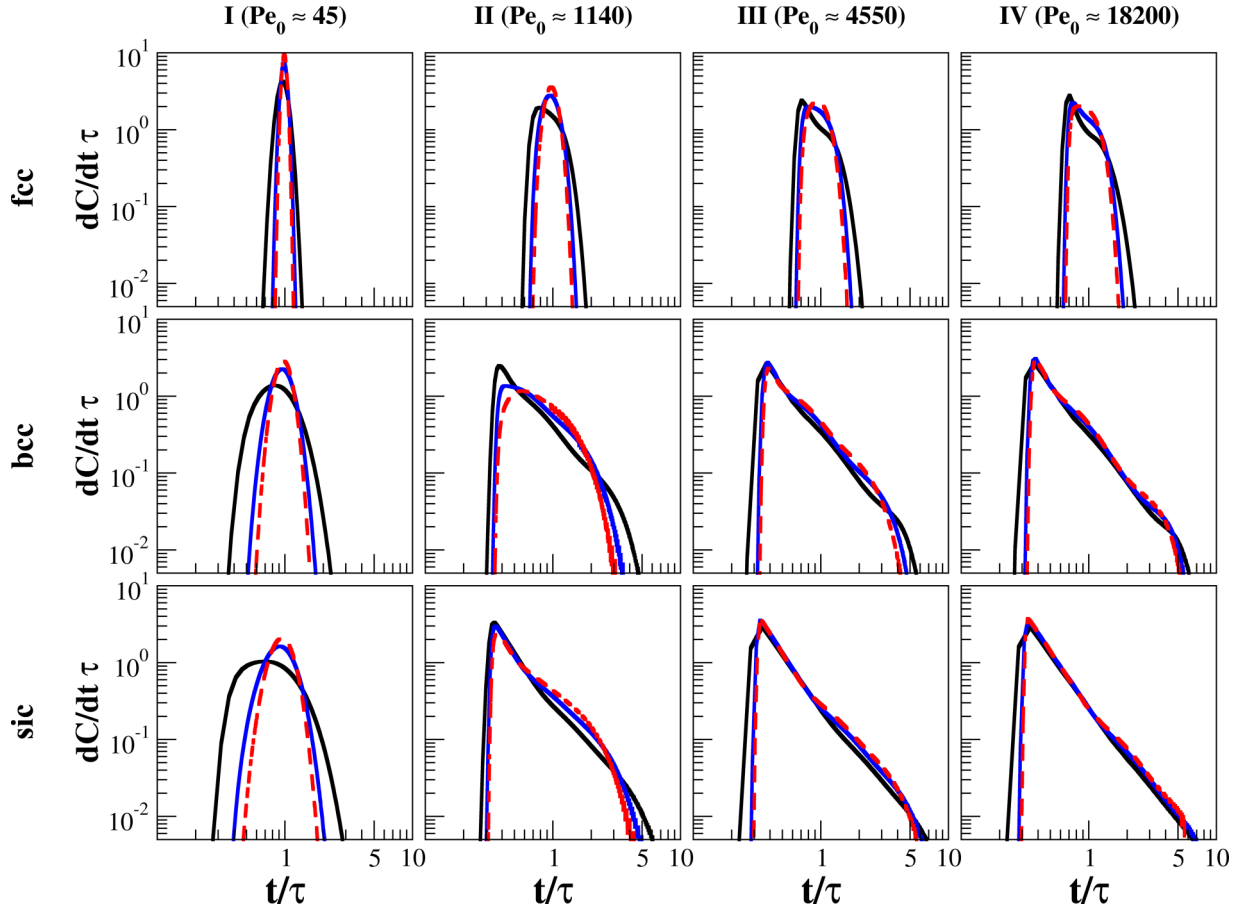 I (Pe₀ ≈ 45) II (Pe₀ ≈ 1140) III (Pe₀ ≈ 4550) IV (Pe₀ ≈ 18200)
fcc
dC/dt τ
10¹
10⁰
10⁻¹
10⁻²
bcc
dC/dt τ
10¹
10⁰
10⁻¹
10⁻²
sic
dC/dt τ
10¹
10⁰
10⁻¹
10⁻²
1 5 10 1 5 10 1 5 10 1 5 10
t/τ t/τ t/τ t/τ